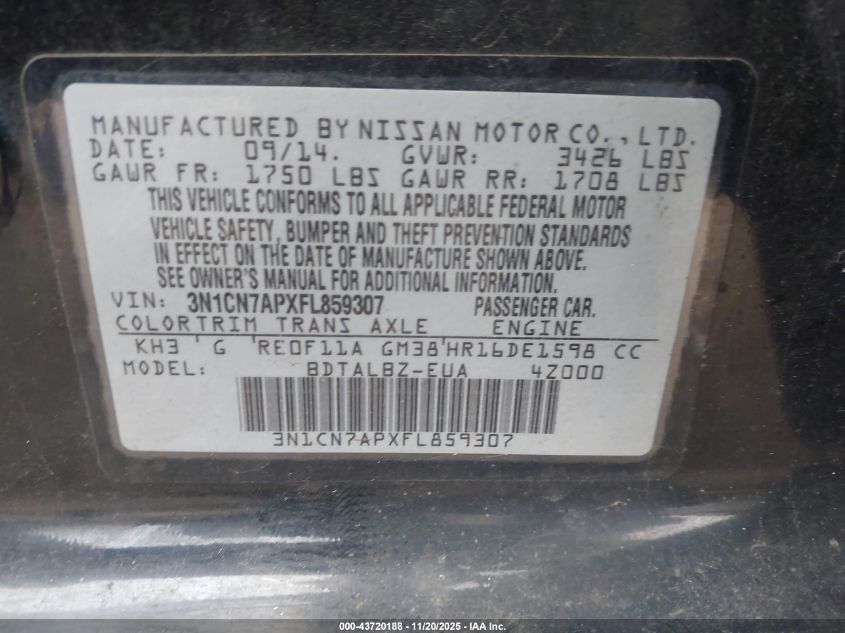 MANUFACTURED BY NISSAN MOTOR CO., LTD.
DATE: 09/14. GVWR: 3426 LBS
GAWR FR: 1750 LBS GAWR RR: 1708 LBS
THIS VEHICLE CONFORMS TO ALL APPLICABLE FEDERAL MOTOR
VEHICLE SAFETY, BUMPER AND THEFT PREVENTION STANDARDS
IN EFFECT ON THE DATE OF MANUFACTURE SHOWN ABOVE.
SEE OWNER'S MANUAL FOR ADDITIONAL INFORMATION.
VIN: 3N1CN7APXFL859307 PASSENGER CAR.
COLORTRIM TRANS AXLE ENGINE
KH3 ' G 'RE0F11A GM38'HR16DE1598 CC
MODEL: BDTALBZ-EUA 4Z000
3N1CN7APXFL859307
000-43720188 - 11/20/2025 - IAA Inc.